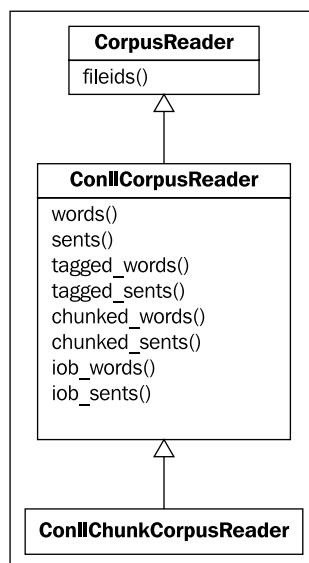 CorpusReader
fileids()
ConllCorpusReader
words()
sents()
tagged_words()
tagged_sents()
chunked_words()
chunked_sents()
iob_words()
iob_sents()
ConllChunkCorpusReader